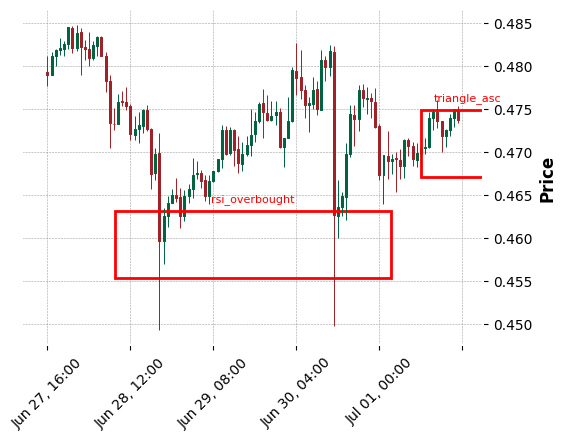 0.485
0.480
triangle_asc
0.475
0.470
rsi_overbought
0.465
0.460
0.455
0.450
Price
Jun 27, 16:00
Jun 28, 12:00
Jun 29, 08:00
Jun 30, 04:00
Jul 01, 00:00